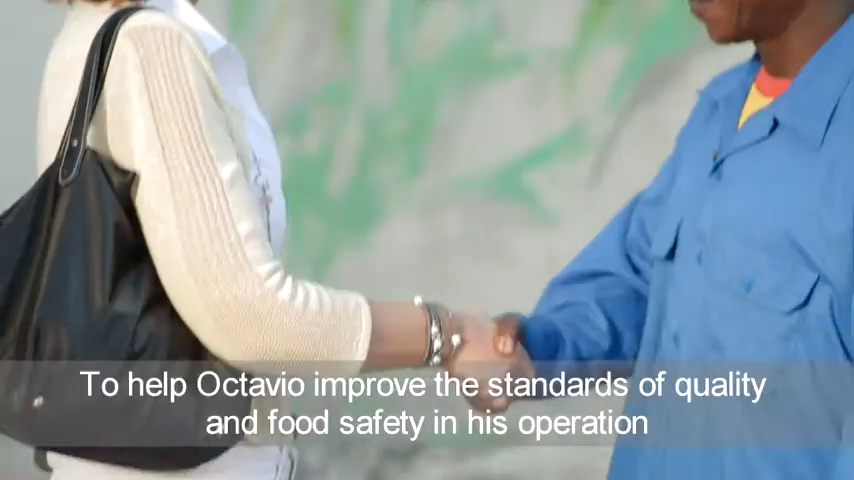 To help Octavio improve the standards of quality
and food safety in his operation